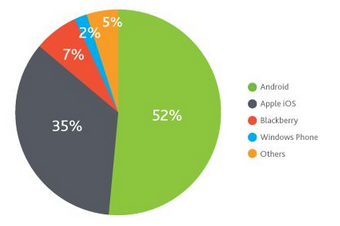 5%
2%
7%
35%
52%
Android
Apple iOS
Blackberry
Windows Phone
Others